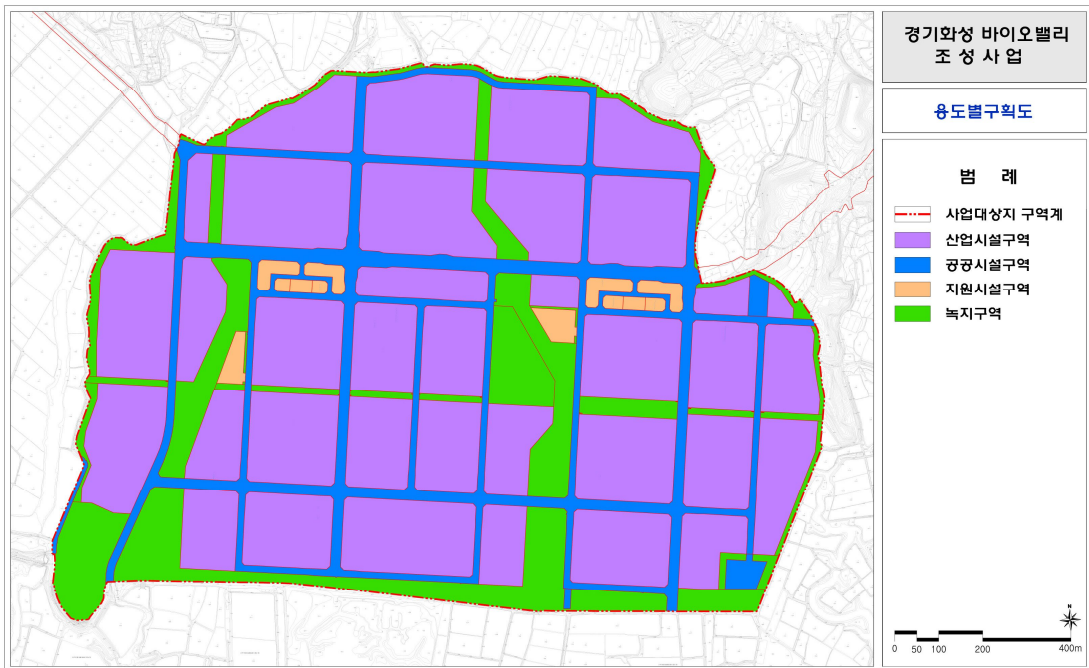 경기화성 바이오밸리
조 성 사 업
용도별구획도
범 례
사업대상지 구역계
산업시설구역
공공시설구역
지원시설구역
녹지구역
N
0 50 100 200 400m